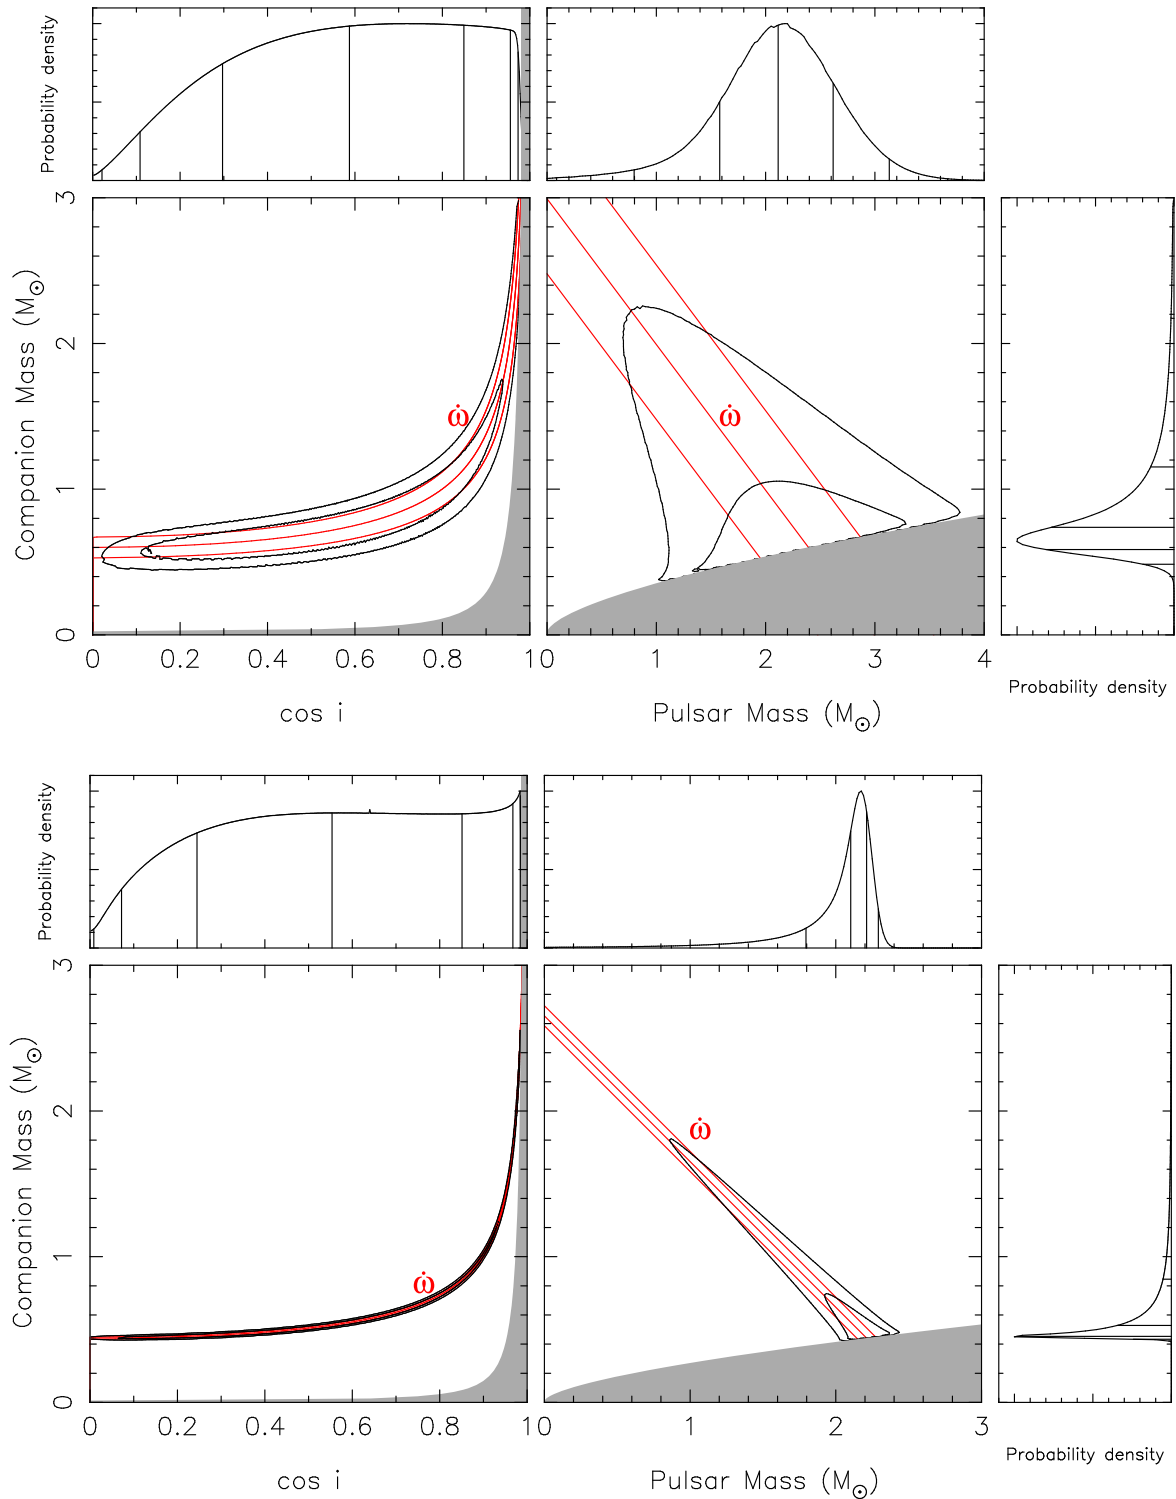 Probability density
3
2
1
0
Companion Mass (M⊙)
ω̇
ω̇
0 0.2 0.4 0.6 0.8 1 0 1 2 3 4
Probability density
cos i
Pulsar Mass (M⊙)
Probability density
3
2
1
0
Companion Mass (M⊙)
ω̇
ω̇
0 0.2 0.4 0.6 0.8 1 0 1 2 3
Probability density
cos i
Pulsar Mass (M⊙)